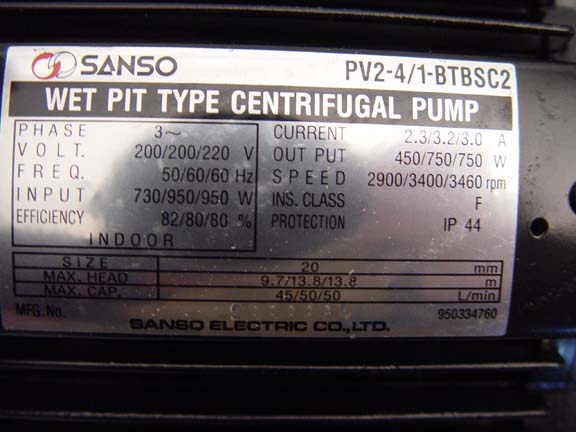 SANSO PV2-4/1-BTBSC2
WET PIT TYPE CENTRIFUGAL PUMP
PHASE 3~ CURRENT 2.3/3.2/3.0 A
VOLT. 200/200/220 V OUT PUT 450/750/750 W
FREQ. 50/60/60 Hz SPEED 2900/3400/3460 rpm
INPUT 730/950/950 W INS. CLASS F
EFFICIENCY 82/80/80 % PROTECTION IP 44
INDOOR
SIZE 20 mm
MAX. HEAD 9.7/13.8/13.8 m
MAX. CAP. 45/50/50 L/min
MFG.No. 950334760
SANSO ELECTRIC CO.,LTD.